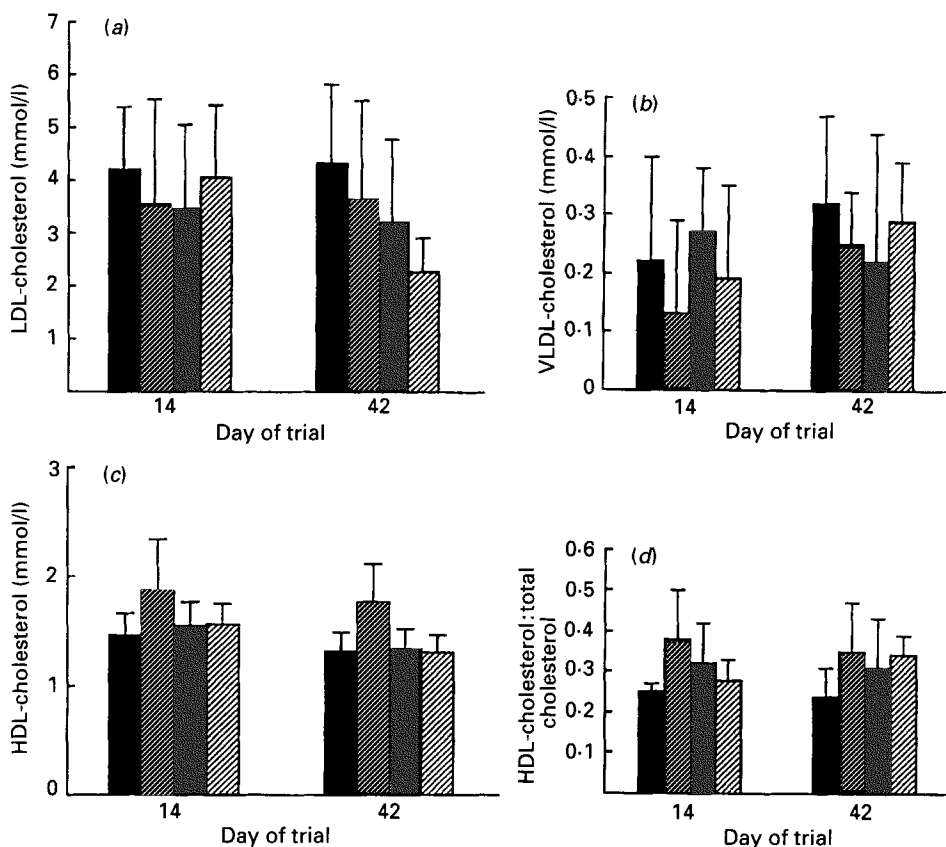 (a)
LDL-cholesterol (mmol/l)
7
6
5
4
3
2
1
14
42
Day of trial
(b)
VLDL-cholesterol (mmol/l)
0·5
0·4
0·3
0·2
0·1
0
14
42
Day of trial
(c)
HDL-cholesterol (mmol/l)
3
2
1
0
14
42
Day of trial
(d)
HDL-cholesterol:total
cholesterol
0·6
0·5
0·4
0·3
0·2
0·1
14
42
Day of trial